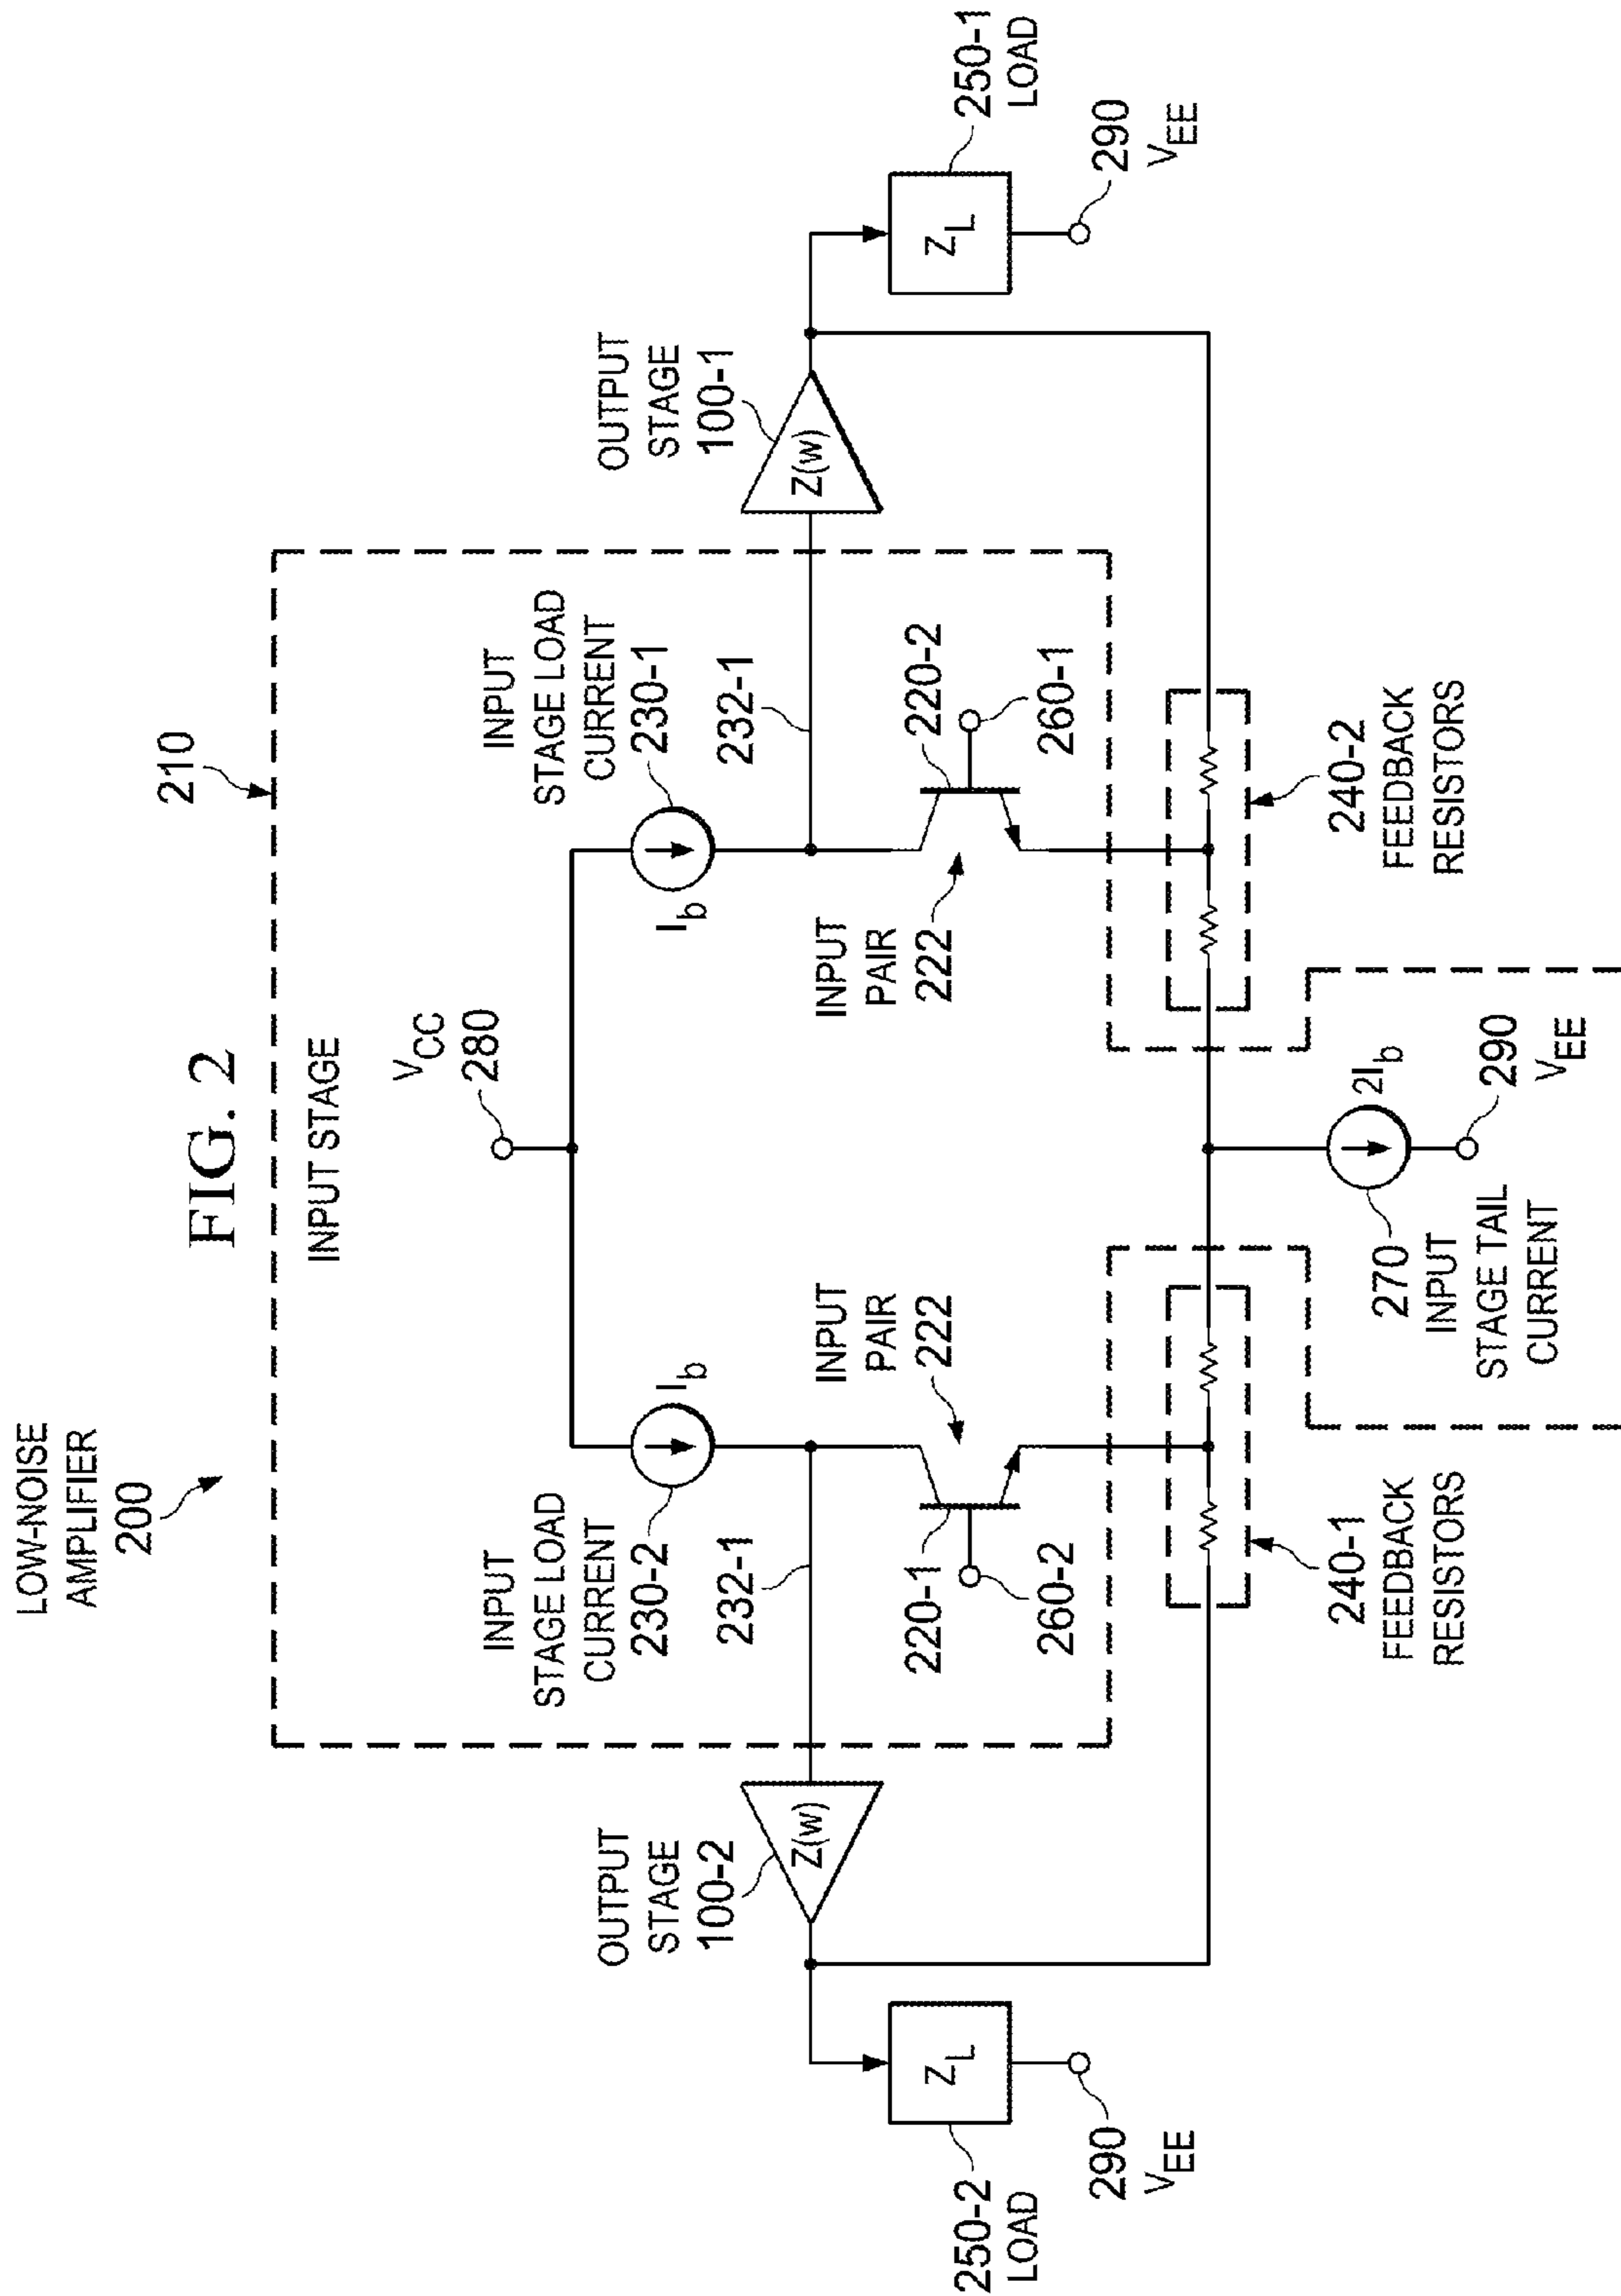 FIG. 2
LOW-NOISE
AMPLIFIER
200
210
INPUT STAGE
V_CC
280
INPUT
STAGE LOAD
CURRENT
230-2
I_b
INPUT
STAGE LOAD
CURRENT
230-1
I_b
OUTPUT
STAGE
100-2
Z(w)
232-1
232-1
OUTPUT
STAGE
100-1
Z(w)
INPUT
PAIR
222
INPUT
PAIR
222
250-2
LOAD
Z_L
290
V_EE
220-1
260-2
220-2
260-1
250-1
LOAD
Z_L
290
V_EE
240-1
FEEDBACK
RESISTORS
240-2
FEEDBACK
RESISTORS
270
INPUT
STAGE TAIL
CURRENT
2I_b
290
V_EE